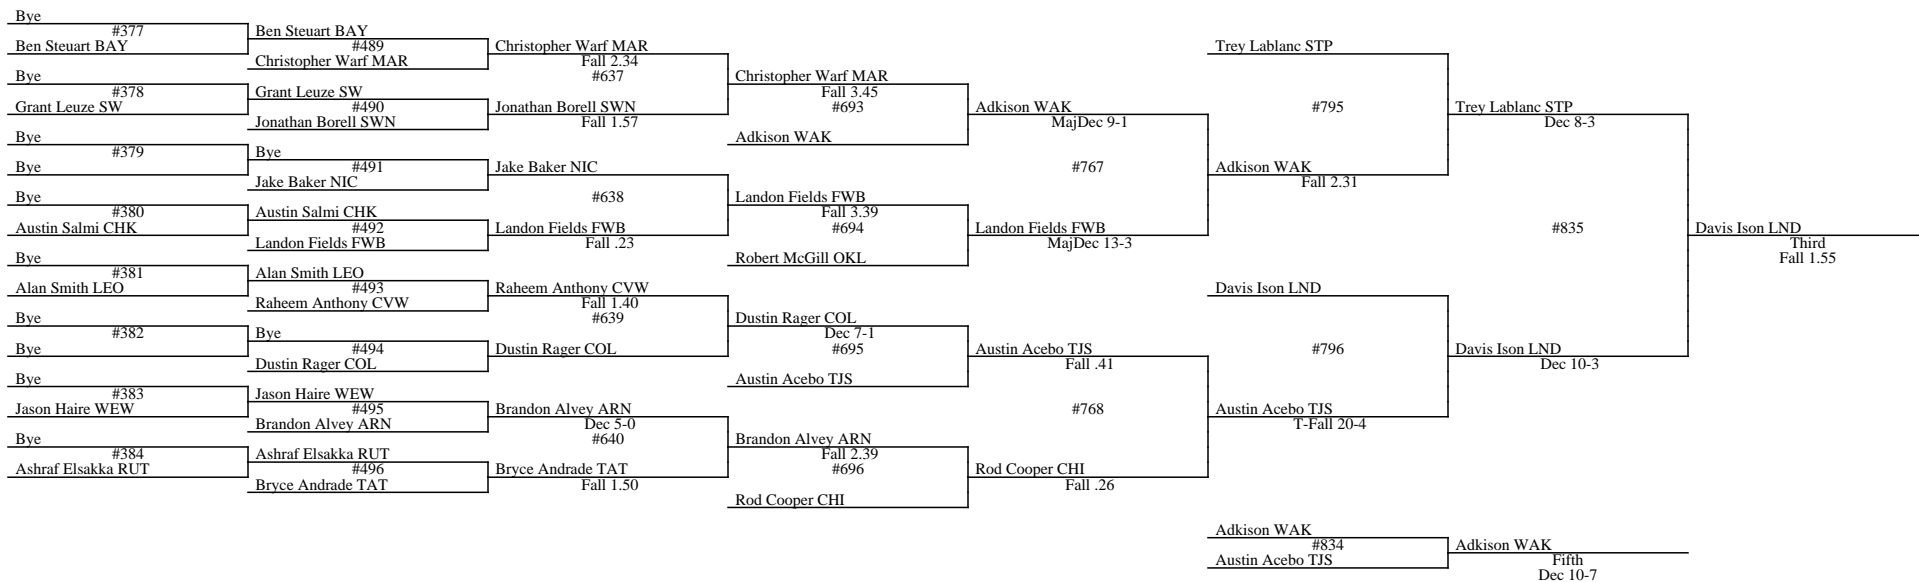 Bye
#377
Ben Steuart BAY
Bye
#378
Grant Leuze SW
Bye
#379
Bye
Bye
#380
Austin Salmi CHK
Bye
#381
Alan Smith LEO
Bye
#382
Bye
Bye
#383
Jason Haire WEW
Bye
#384
Ashraf Elsakka RUT
Ben Steuart BAY
#489
Christopher Warf MAR
Grant Leuze SW
#490
Jonathan Borell SWN
Bye
#491
Jake Baker NIC
Austin Salmi CHK
#492
Landon Fields FWB
Alan Smith LEO
#493
Raheem Anthony CVW
Bye
#494
Dustin Rager COL
Jason Haire WEW
#495
Brandon Alvey ARN
Ashraf Elsakka RUT
#496
Bryce Andrade TAT
Christopher Warf MAR
Fall 2.34
#637
Jonathan Borell SWN
Fall 1.57
Jake Baker NIC
#638
Landon Fields FWB
Fall .23
Raheem Anthony CVW
Fall 1.40
#639
Dustin Rager COL
Brandon Alvey ARN
Dec 5-0
#640
Bryce Andrade TAT
Fall 1.50
Christopher Warf MAR
Fall 3.45
#693
Adkison WAK
Landon Fields FWB
Fall 3.39
#694
Robert McGill OKL
Dustin Rager COL
Dec 7-1
#695
Austin Acebo TJS
Brandon Alvey ARN
Fall 2.39
#696
Rod Cooper CHI
Adkison WAK
MajDec 9-1
#767
Landon Fields FWB
MajDec 13-3
Austin Acebo TJS
Fall .41
#768
Rod Cooper CHI
Fall .26
Trey Lablanc STP
#795
Adkison WAK
Fall 2.31
Davis Ison LND
#796
Austin Acebo TJS
T-Fall 20-4
Trey Lablanc STP
Dec 8-3
#835
Davis Ison LND
Dec 10-3
Davis Ison LND
Third
Fall 1.55
Adkison WAK
#834
Austin Acebo TJS
Adkison WAK
Fifth
Dec 10-7